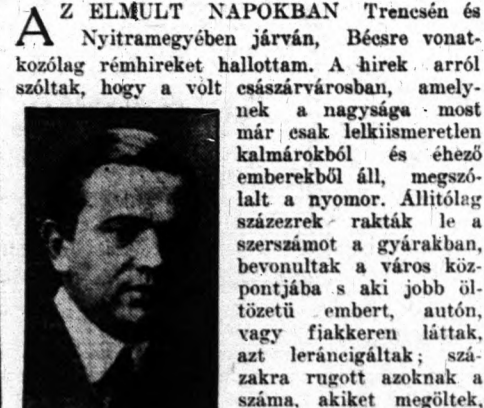 AZ ELMULT NAPOKBAN Trencsén és
Nyitramegyében járván, Bécsre vonat-
kozólag rémhireket hallottam. A hirek arról
szóltak, hogy a volt császárvárosban, amely-
nek a nagysága most
már csak lelkiismeretlen
kalmárokból és éhező
emberekből áll, megszó-
lalt a nyomor. Állitólag
százezrek rakták le a
szerszámot a gyárakban,
bevonultak a város köz-
pontjába s aki jobb öl-
tözetü embert, autón,
vagy fiakkeren láttak,
azt leráncigálták; szá-
zakra rugott azoknak a
száma, akiket megöltek,